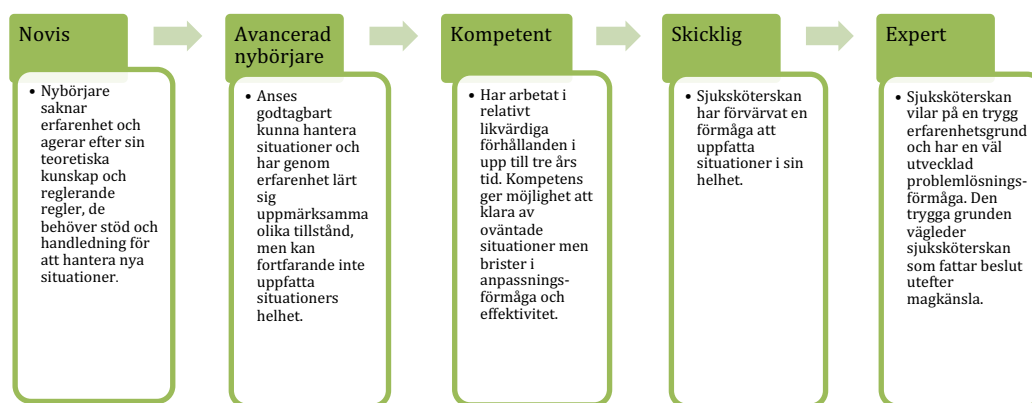 Novis
• Nybörjare
saknar
erfarenhet och
agerar efter sin
teoretiska
kunskap och
reglerande
regler, de
behöver stöd och
handledning för
att hantera nya
situationer.
Avancerad
nybörjare
• Anses
godtagbart
kunna hantera
situationer och
har genom
erfarenhet lärt
sig
uppmärksamma
olika tillstånd,
men kan
fortfarande inte
uppfatta
situationers
helhet.
Kompetent
• Har arbetat i
relativt
likvärdiga
förhållanden i
upp till tre års
tid. Kompetens
ger möjlighet att
klara av
oväntade
situationer men
brister i
anpassnings-
förmåga och
effektivitet.
Skicklig
• Sjuksköterskan
har förvärvat en
förmåga att
uppfatta
situationer i sin
helhet.
Expert
• Sjuksköterskan
vilar på en trygg
erfarenhetsgrund
och har en väl
utvecklad
problemlösnings-
förmåga. Den
trygga grunden
vägleder
sjuksköterskan
som fattar beslut
utefter
magkänsla.